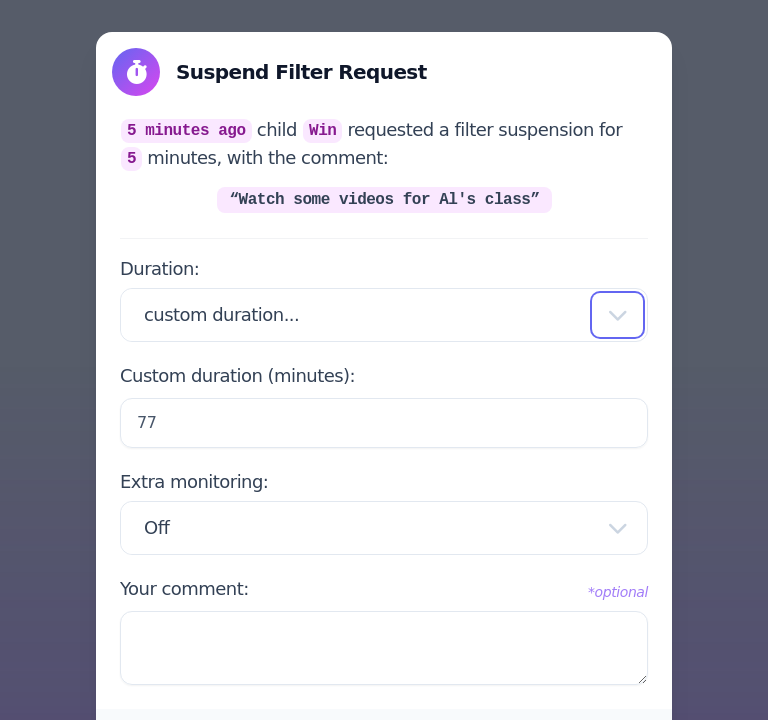 Suspend Filter Request
5 minutes ago child Win requested a filter suspension for
5 minutes, with the comment:
“Watch some videos for Al's class”
Duration:
custom duration...
Custom duration (minutes):
77
Extra monitoring:
Off
Your comment:
*optional